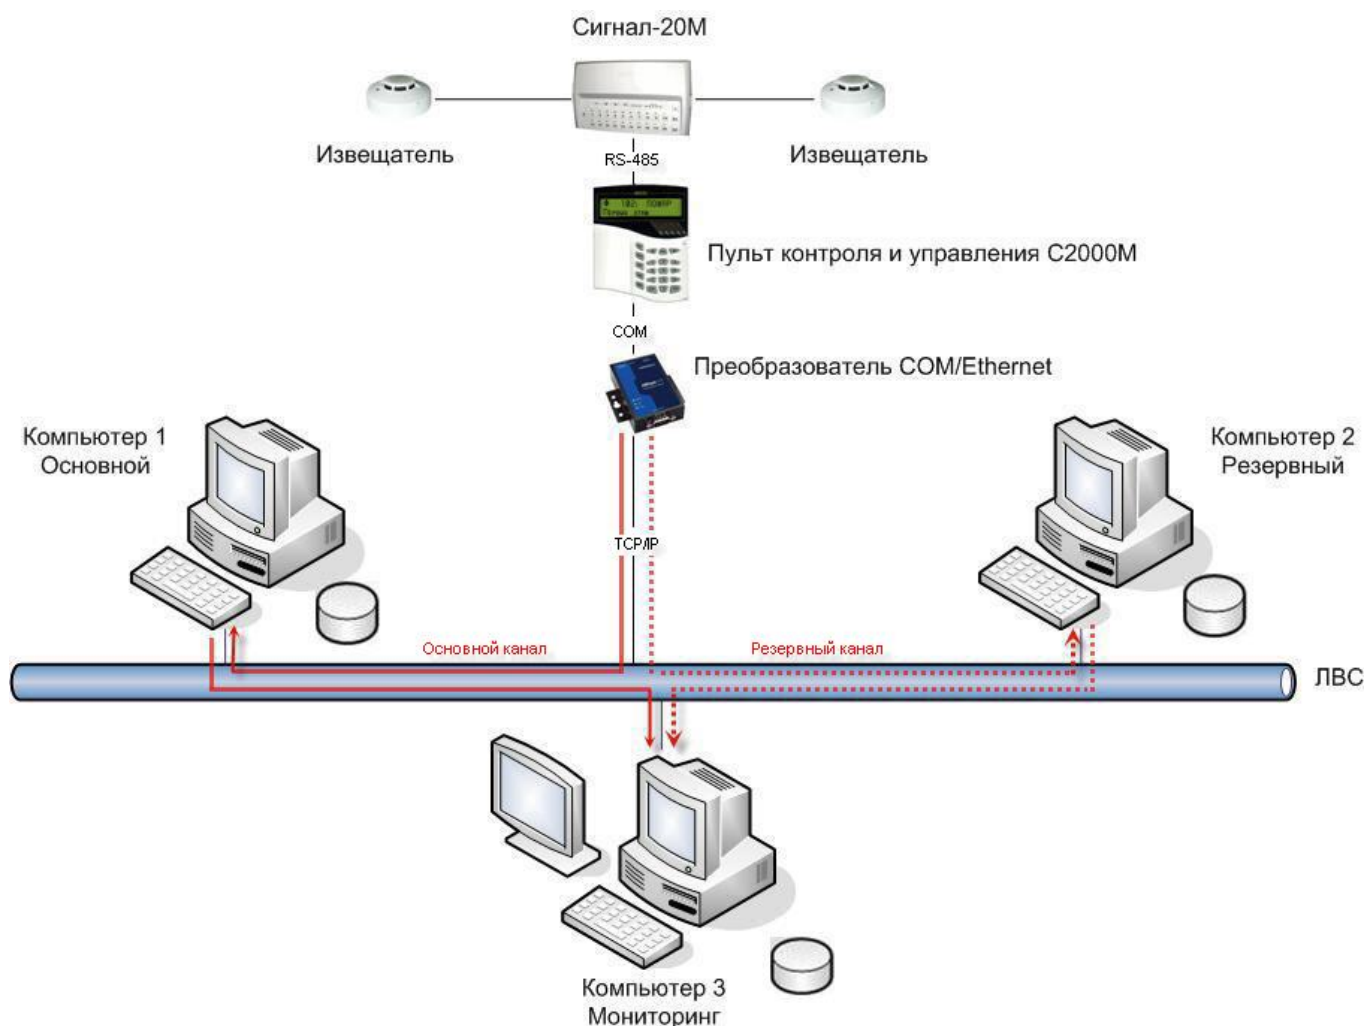 Сигнал-20М
Извещатель
Извещатель
RS-485
Пульт контроля и управления С2000М
COM
Преобразователь COM/Ethernet
Компьютер 1
Основной
Компьютер 2
Резервный
TCP/IP
Основной канал
Резервный канал
ЛВС
Компьютер 3
Мониторинг